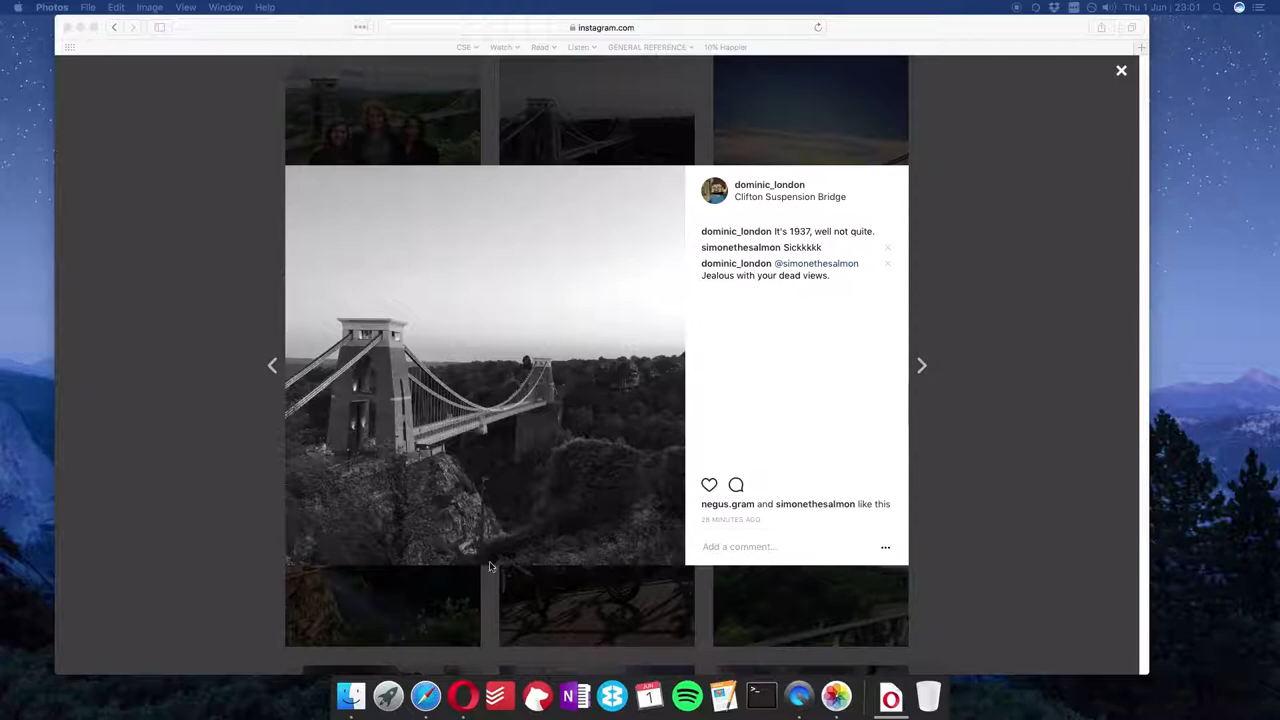 Photos File Edit Image View Window Help
Thu 1 Jun 23:01
instagram.com
CSE Watch Read Listen GENERAL REFERENCE 10% Happier
dominic_london
Clifton Suspension Bridge
dominic_london It's 1937, well not quite.
simonethesalmon Sickkkkk
dominic_london @simonethesalmon
Jealous with your dead views.
negus.gram and simonethesalmon like this
28 MINUTES AGO
Add a comment...
JUN
1